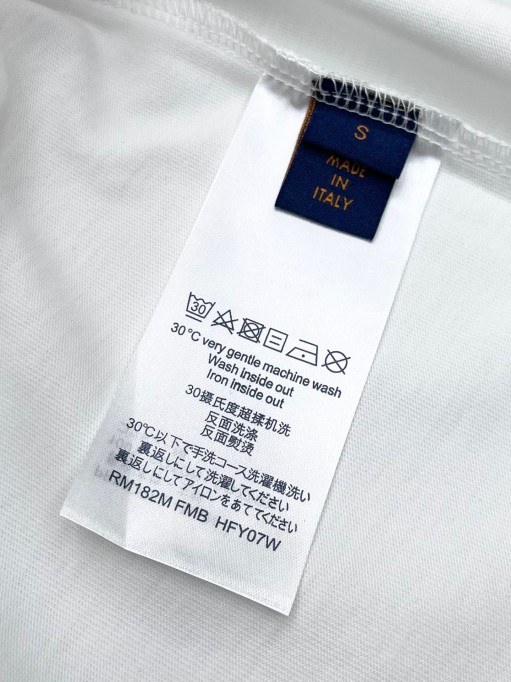 S
MADE
IN
ITALY
30
30°C very gentle machine wash
Wash inside out
Iron inside out
30摄氏度超揉机洗
反面洗涤
反面熨烫
30℃以下で手洗コース洗濯機洗い
裏返しにして洗濯してください
裏返しにしてアイロンをあててください
RM182M FMB HFY07W